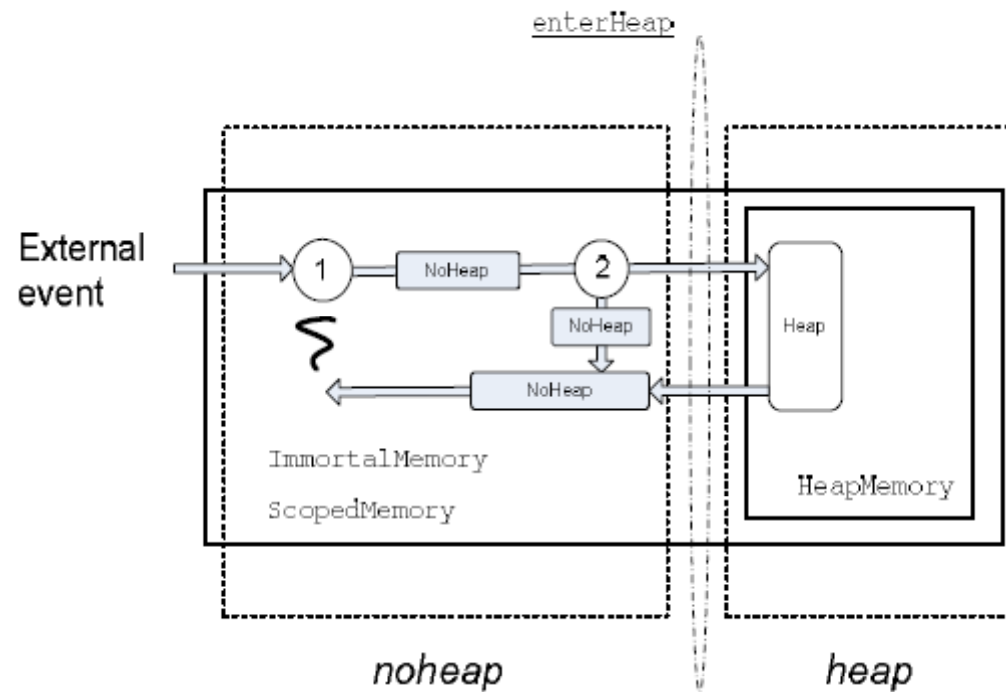 enterHeap
External
event
1
NoHeap
2
NoHeap
Heap
NoHeap
ImmortalMemory
ScopedMemory
HeapMemory
noheap
heap